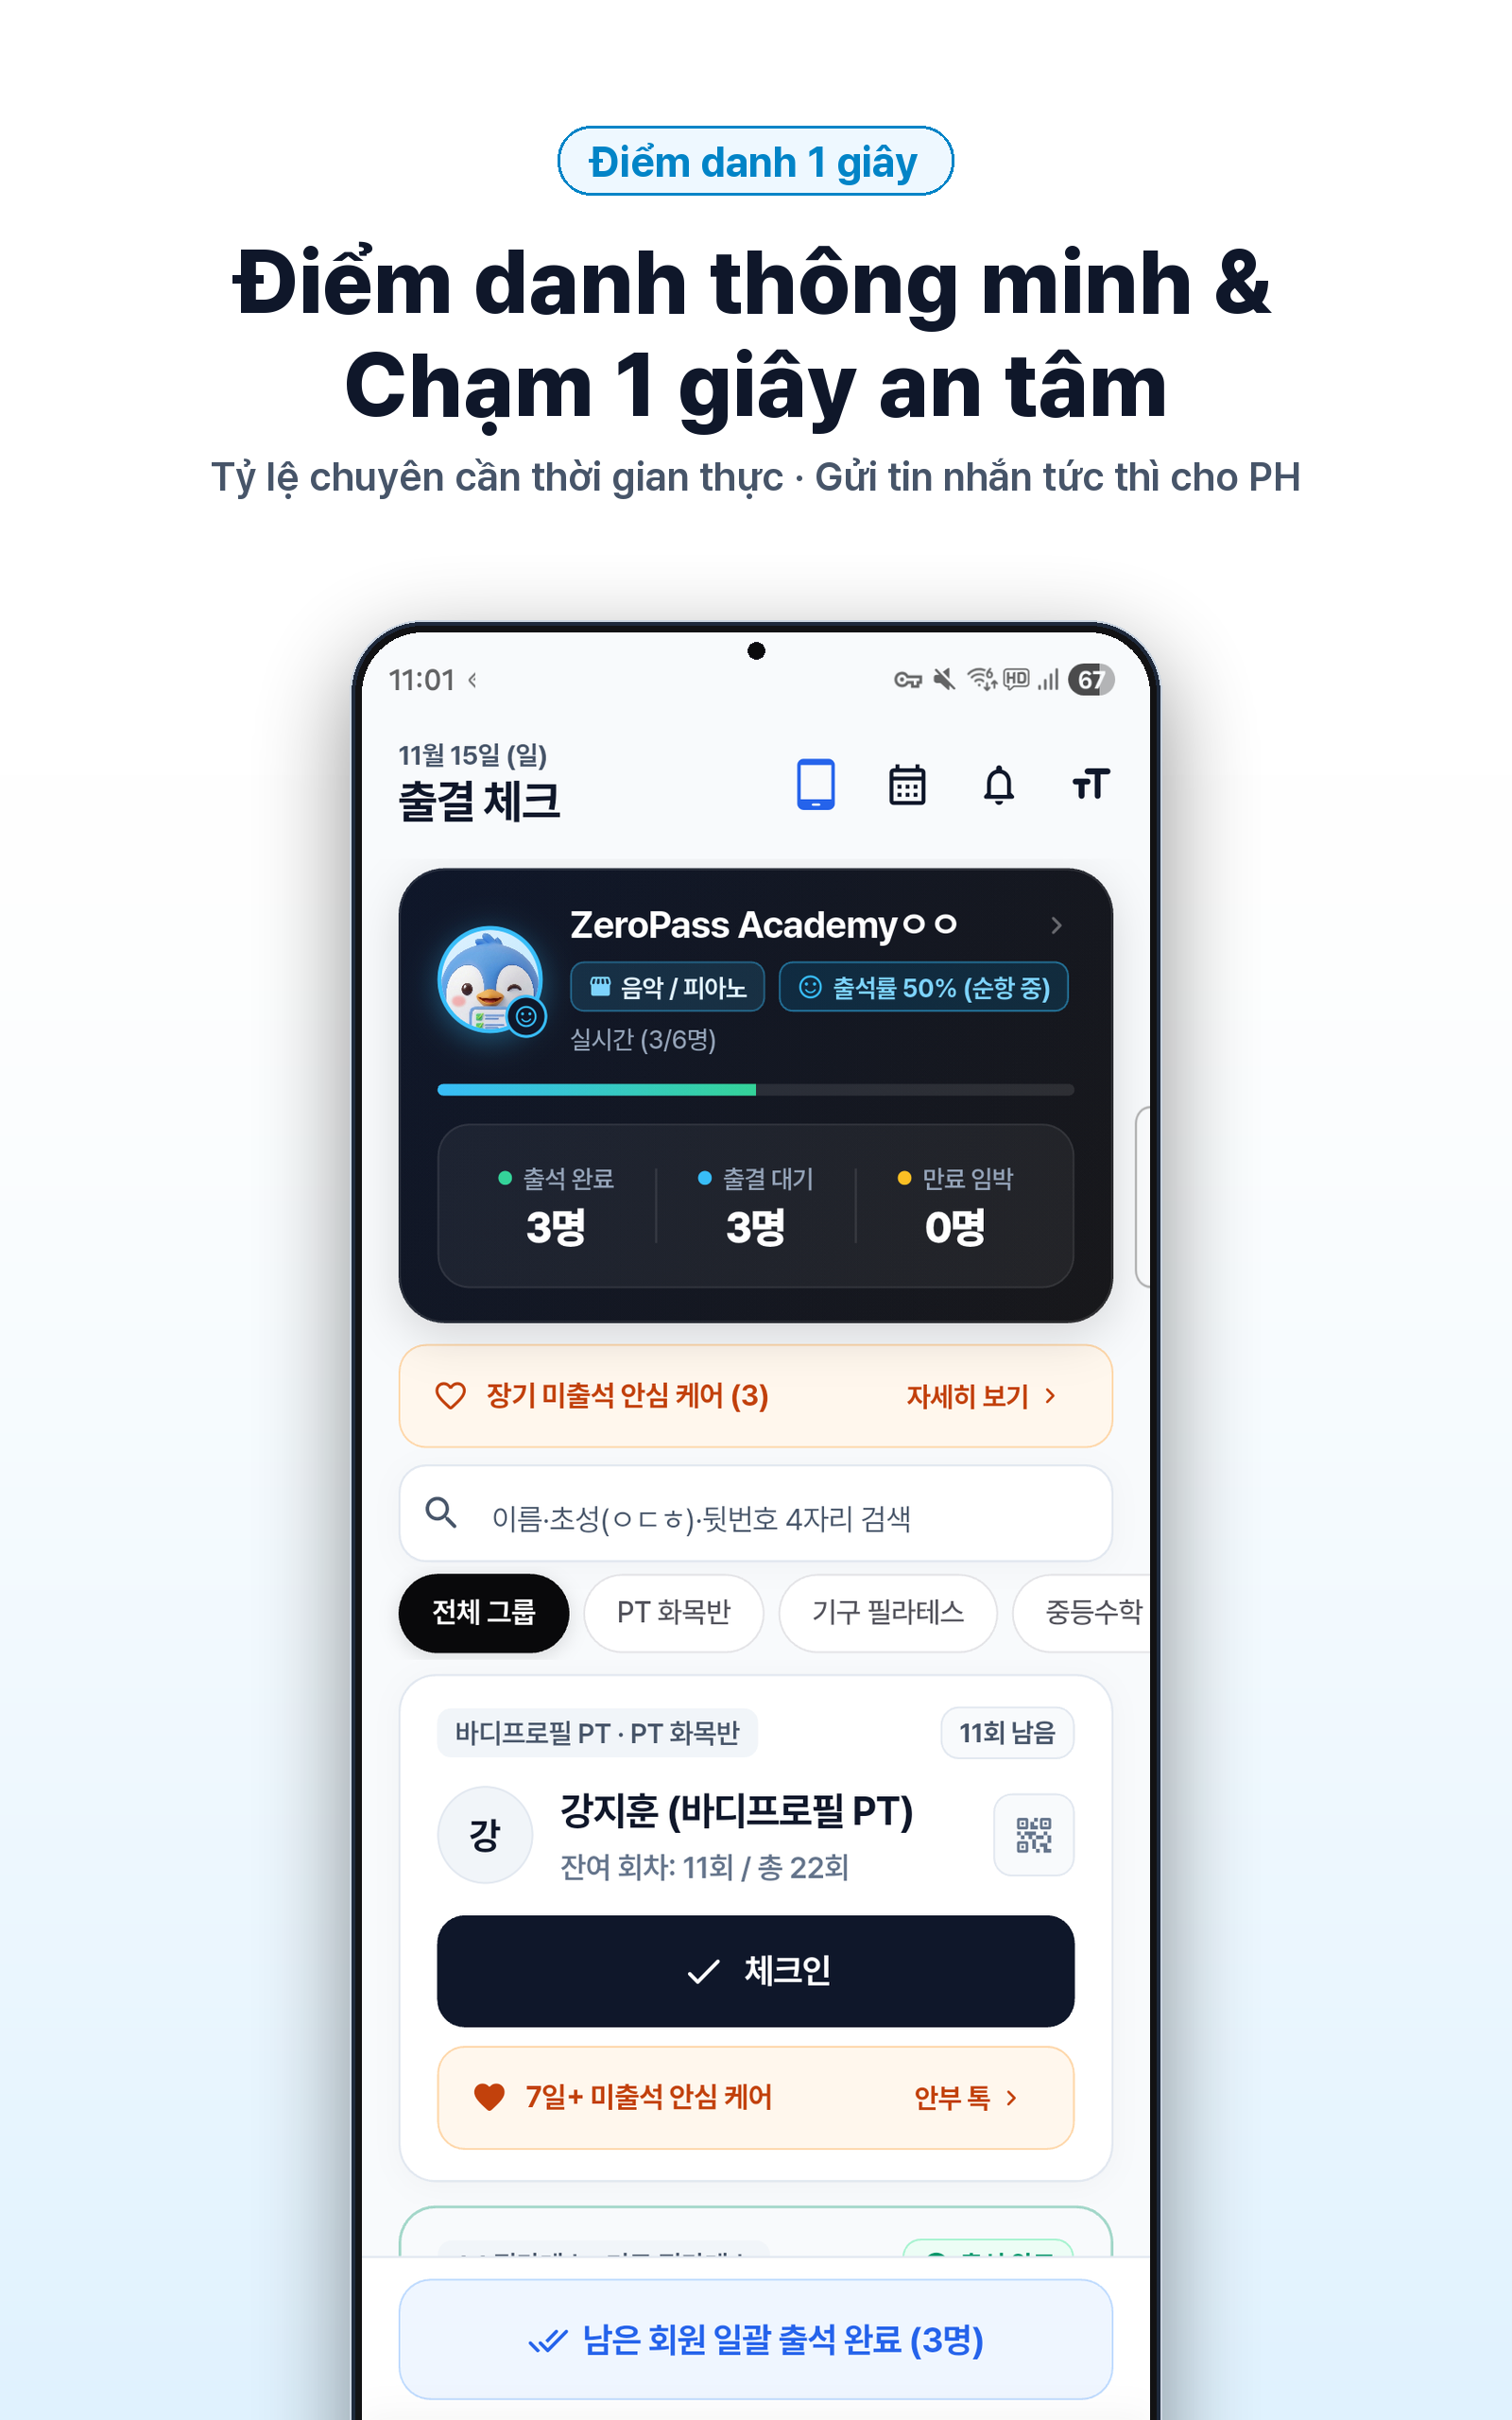 Điểm danh 1 giây
Điểm danh thông minh &
Chạm 1 giây an tâm
Tỷ lệ chuyên cần thời gian thực · Gửi tin nhắn tức thì cho PH
11:01
HD
67
11월 15일 (일)
출결 체크
ZeroPass Academyㅇㅇ
음악 / 피아노
출석률 50% (순항 중)
실시간 (3/6명)
출석 완료
출결 대기
만료 임박
3명
3명
0명
장기 미출석 안심 케어 (3)
자세히 보기
이름·초성(ㅇㄷㅎ)·뒷번호 4자리 검색
전체 그룹
PT 화목반
기구 필라테스
중등수학
바디프로필 PT · PT 화목반
11회 남음
강
강지훈 (바디프로필 PT)
잔여 회차: 11회 / 총 22회
체크인
7일+ 미출석 안심 케어
안부 톡
남은 회원 일괄 출석 완료 (3명)